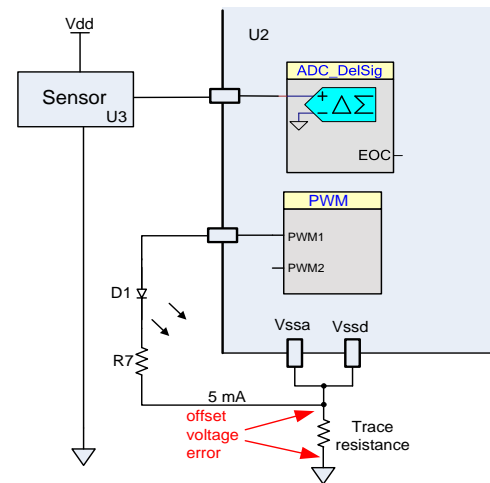 Vdd
U2
Sensor
U3
ADC_DelSig
+
−
ΔΣ
EOC
PWM
PWM1
PWM2
D1
R7
Vssa
Vssd
5 mA
offset
voltage
error
Trace
resistance